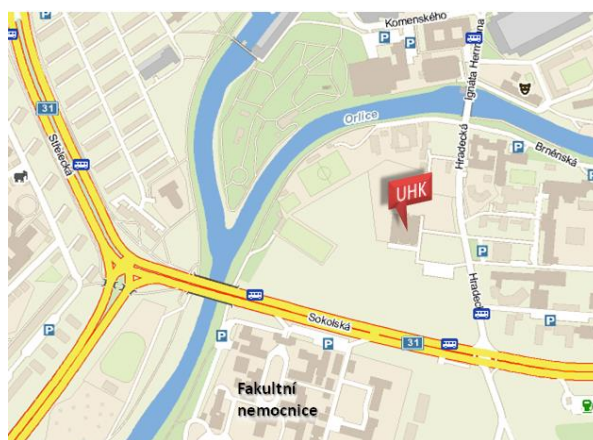 Komenského
Ignáta Herrmanna
31
Střelecká
Orlice
Hradecká
Brněnská
UHK
Hradecká
Sokolská
31
Fakultní
nemocnice
P
P
P
P
P
P
P
P
P